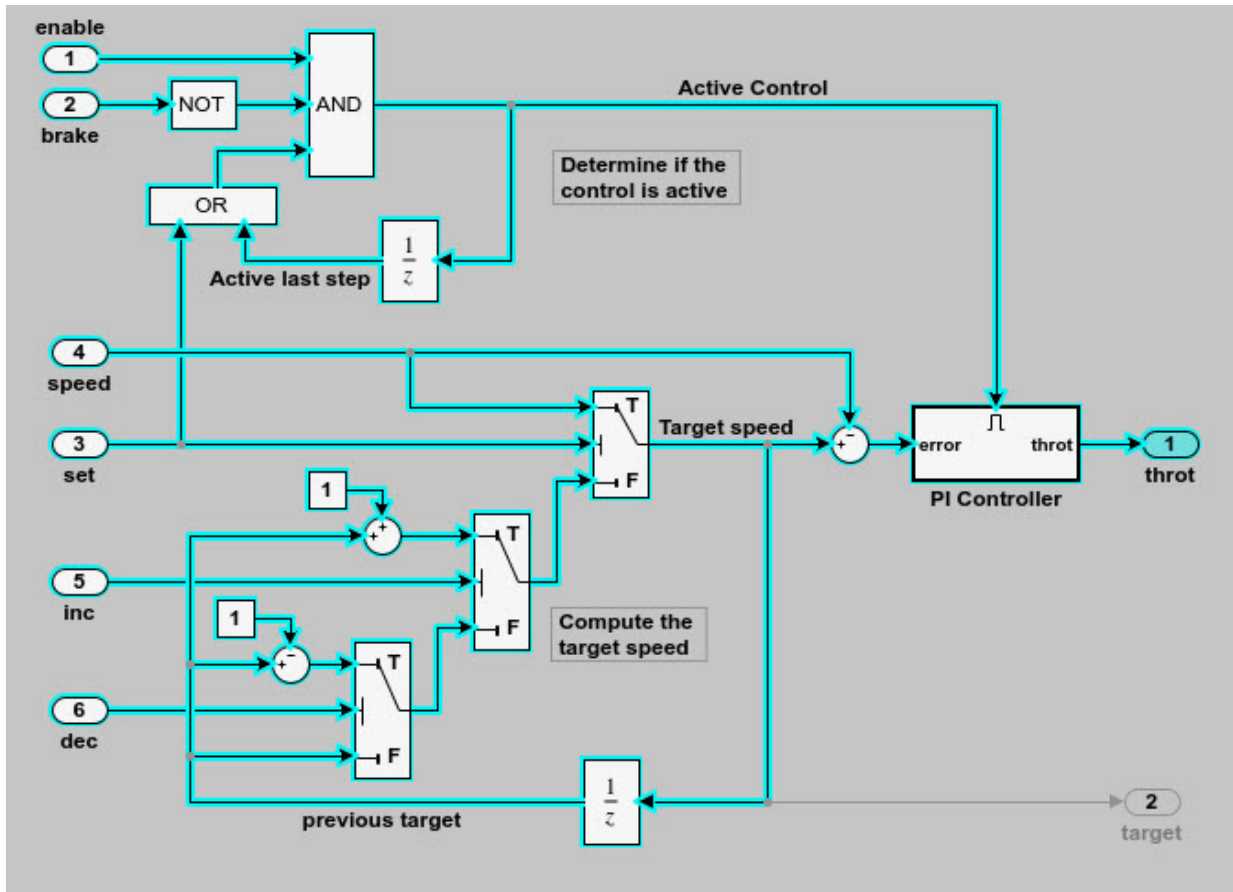 enable
1
2
brake
NOT
AND
Active Control
Determine if the
control is active
OR
1
z
Active last step
4
speed
3
set
T
F
Target speed
+
−
error
throt
PI Controller
1
throt
1
+
+
T
F
5
inc
1
+
−
T
F
Compute the
target speed
6
dec
1
z
previous target
2
target